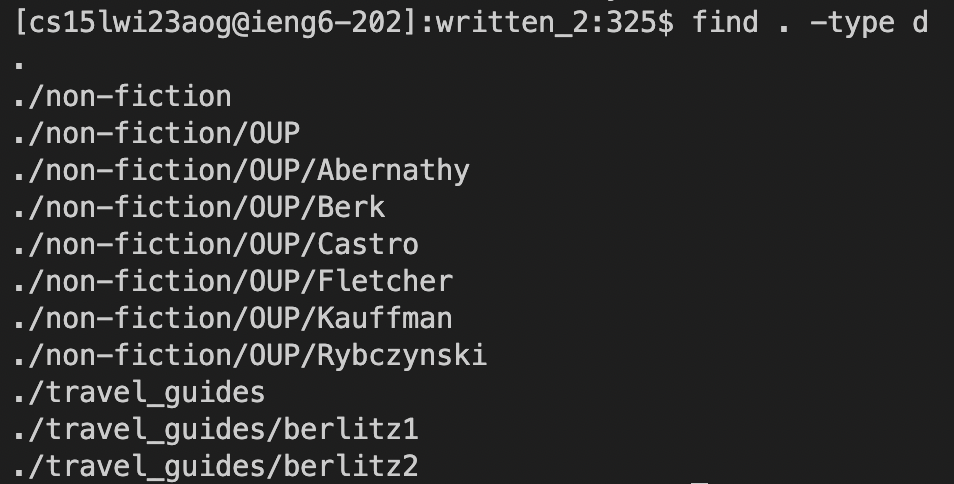 [cs15lwi23aog@ieng6-202]:written_2:325$ find . -type d
.
./non-fiction
./non-fiction/OUP
./non-fiction/OUP/Abernathy
./non-fiction/OUP/Berk
./non-fiction/OUP/Castro
./non-fiction/OUP/Fletcher
./non-fiction/OUP/Kauffman
./non-fiction/OUP/Rybczynski
./travel_guides
./travel_guides/berlitz1
./travel_guides/berlitz2